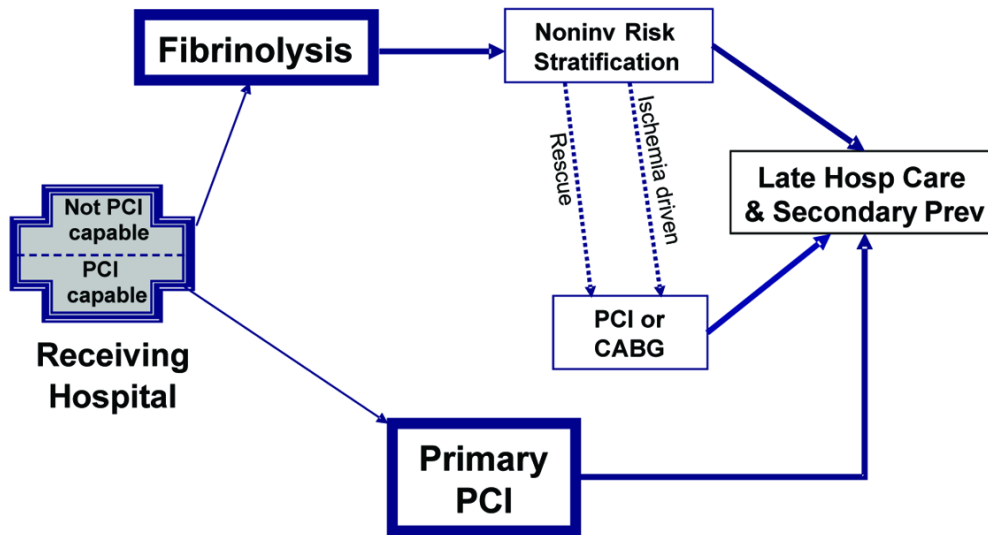 Fibrinolysis
Noninv Risk
Stratification
Rescue
Ischemia driven
Late Hosp Care
& Secondary Prev
Not PCI
capable
PCI
capable
Receiving
Hospital
PCI or
CABG
Primary
PCI